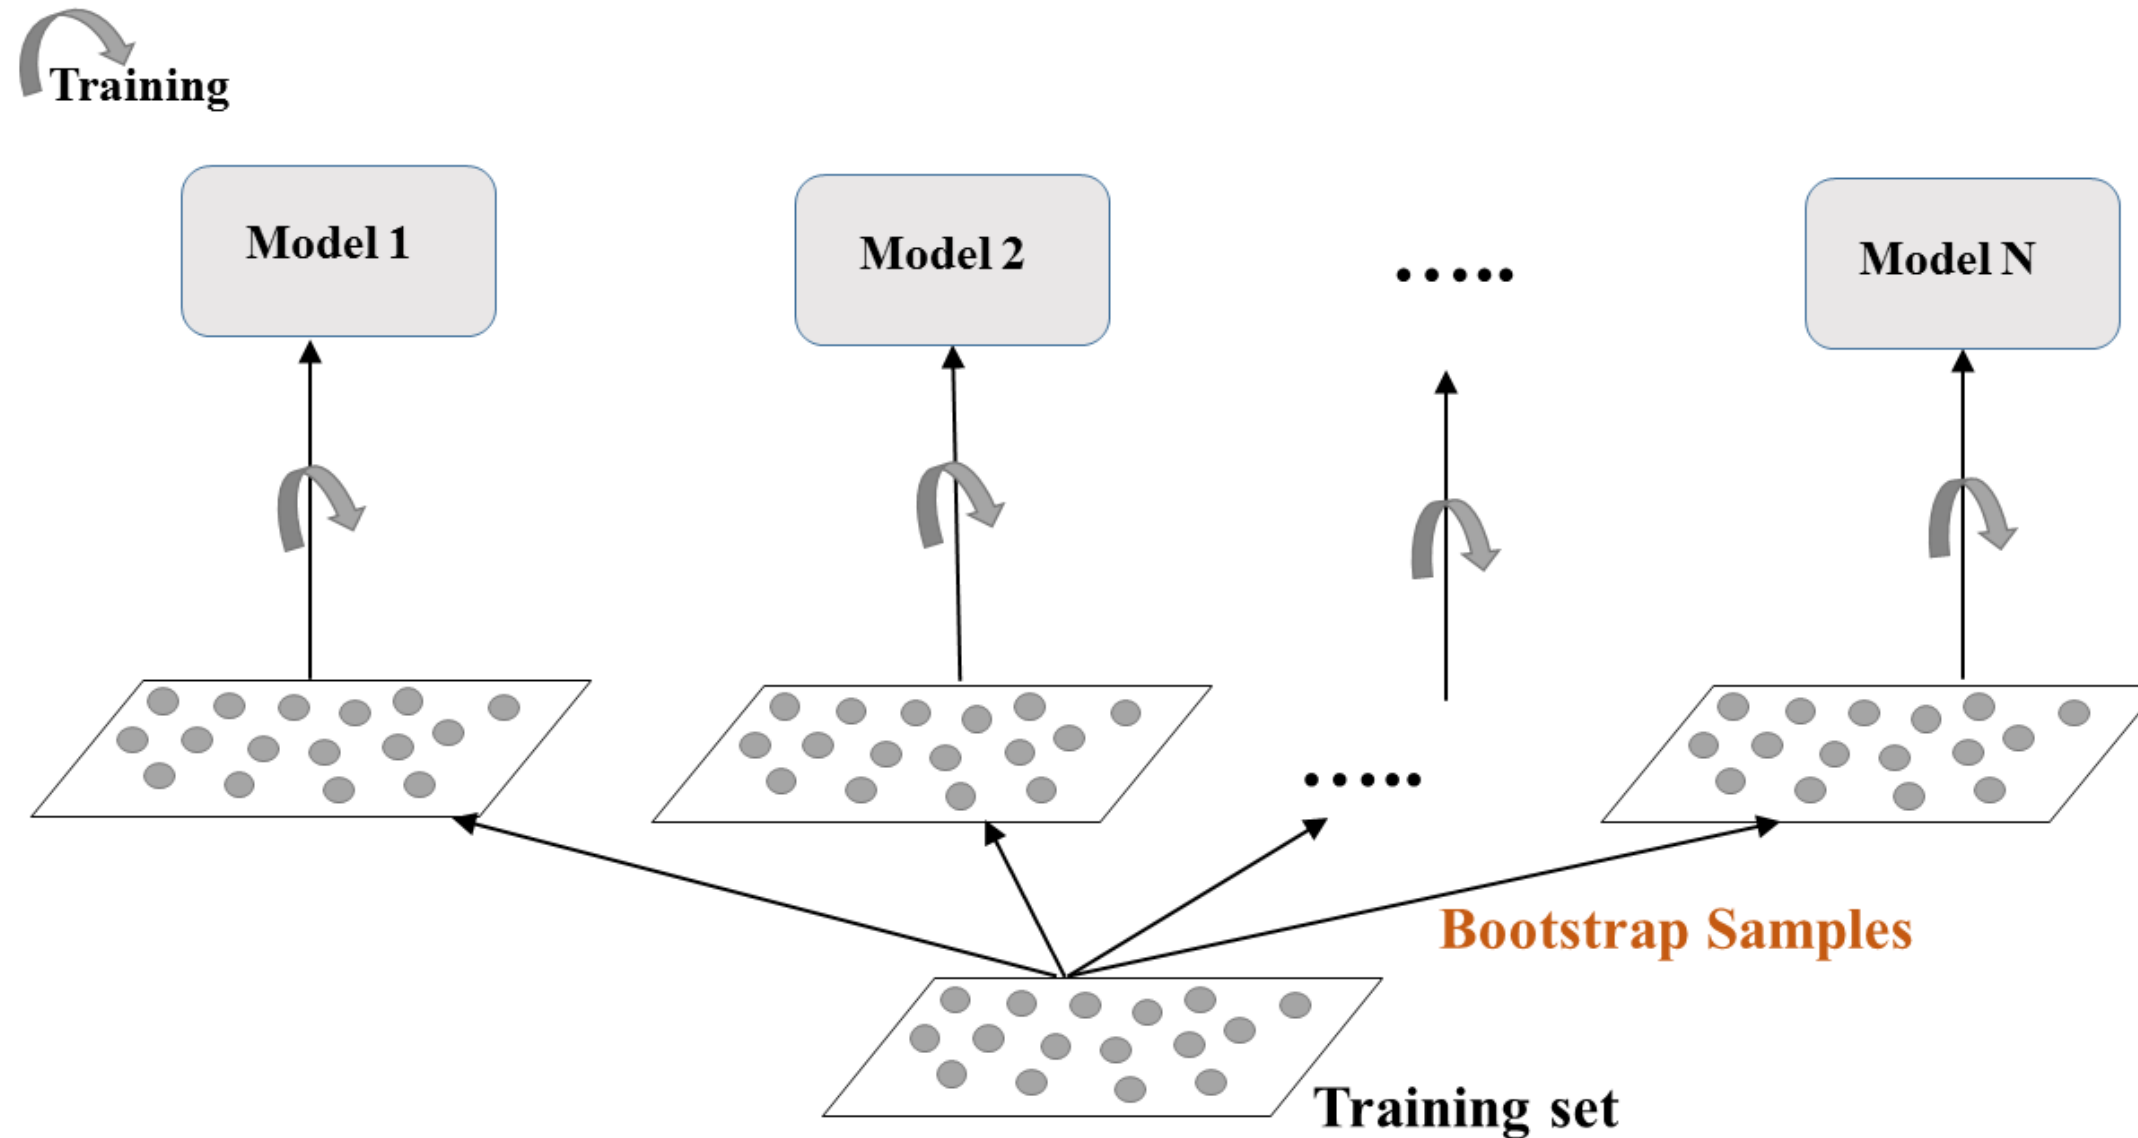 Training
Model 1
Model 2
.....
Model N
.....
Bootstrap Samples
Training set